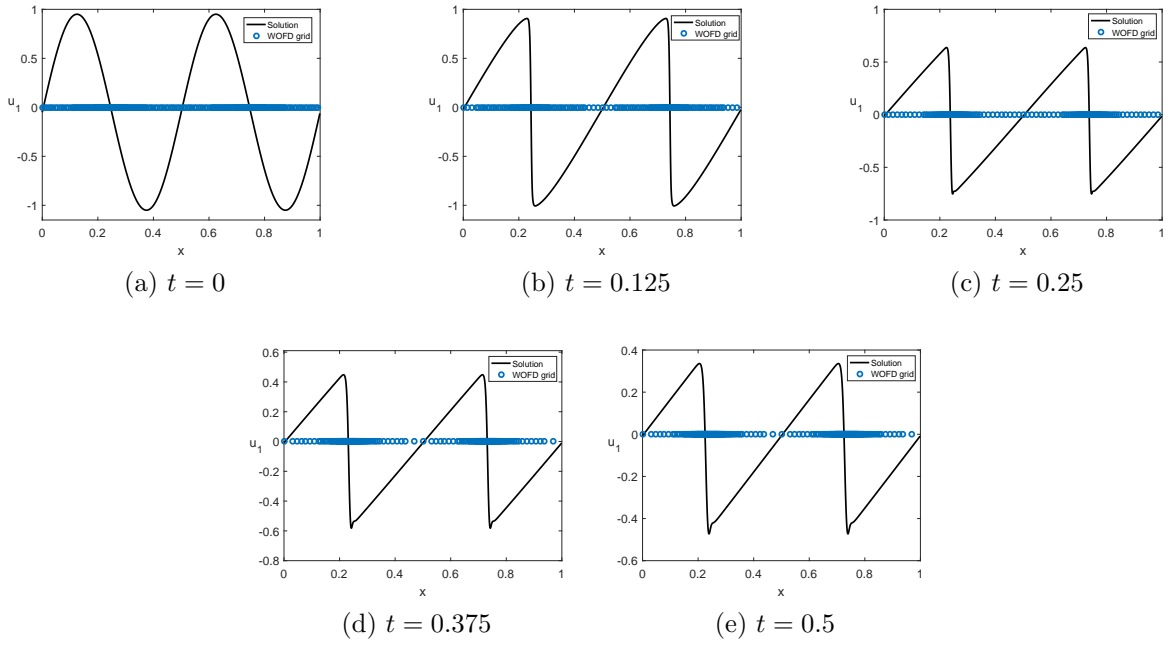 1
Solution
WOFD grid
0.5
u1
0
-0.5
-1
0
0.2
0.4
0.6
0.8
1
x
(a) t = 0
1
Solution
WOFD grid
0.5
u1
0
-0.5
-1
0
0.2
0.4
0.6
0.8
1
x
(b) t = 0.125
1
Solution
WOFD grid
0.5
u1
0
-0.5
-1
0
0.2
0.4
0.6
0.8
1
x
(c) t = 0.25
0.6
Solution
WOFD grid
0.4
0.2
u1
0
-0.2
-0.4
-0.6
-0.8
0
0.2
0.4
0.6
0.8
1
x
(d) t = 0.375
0.4
Solution
WOFD grid
0.2
u1
0
-0.2
-0.4
-0.6
0
0.2
0.4
0.6
0.8
1
x
(e) t = 0.5